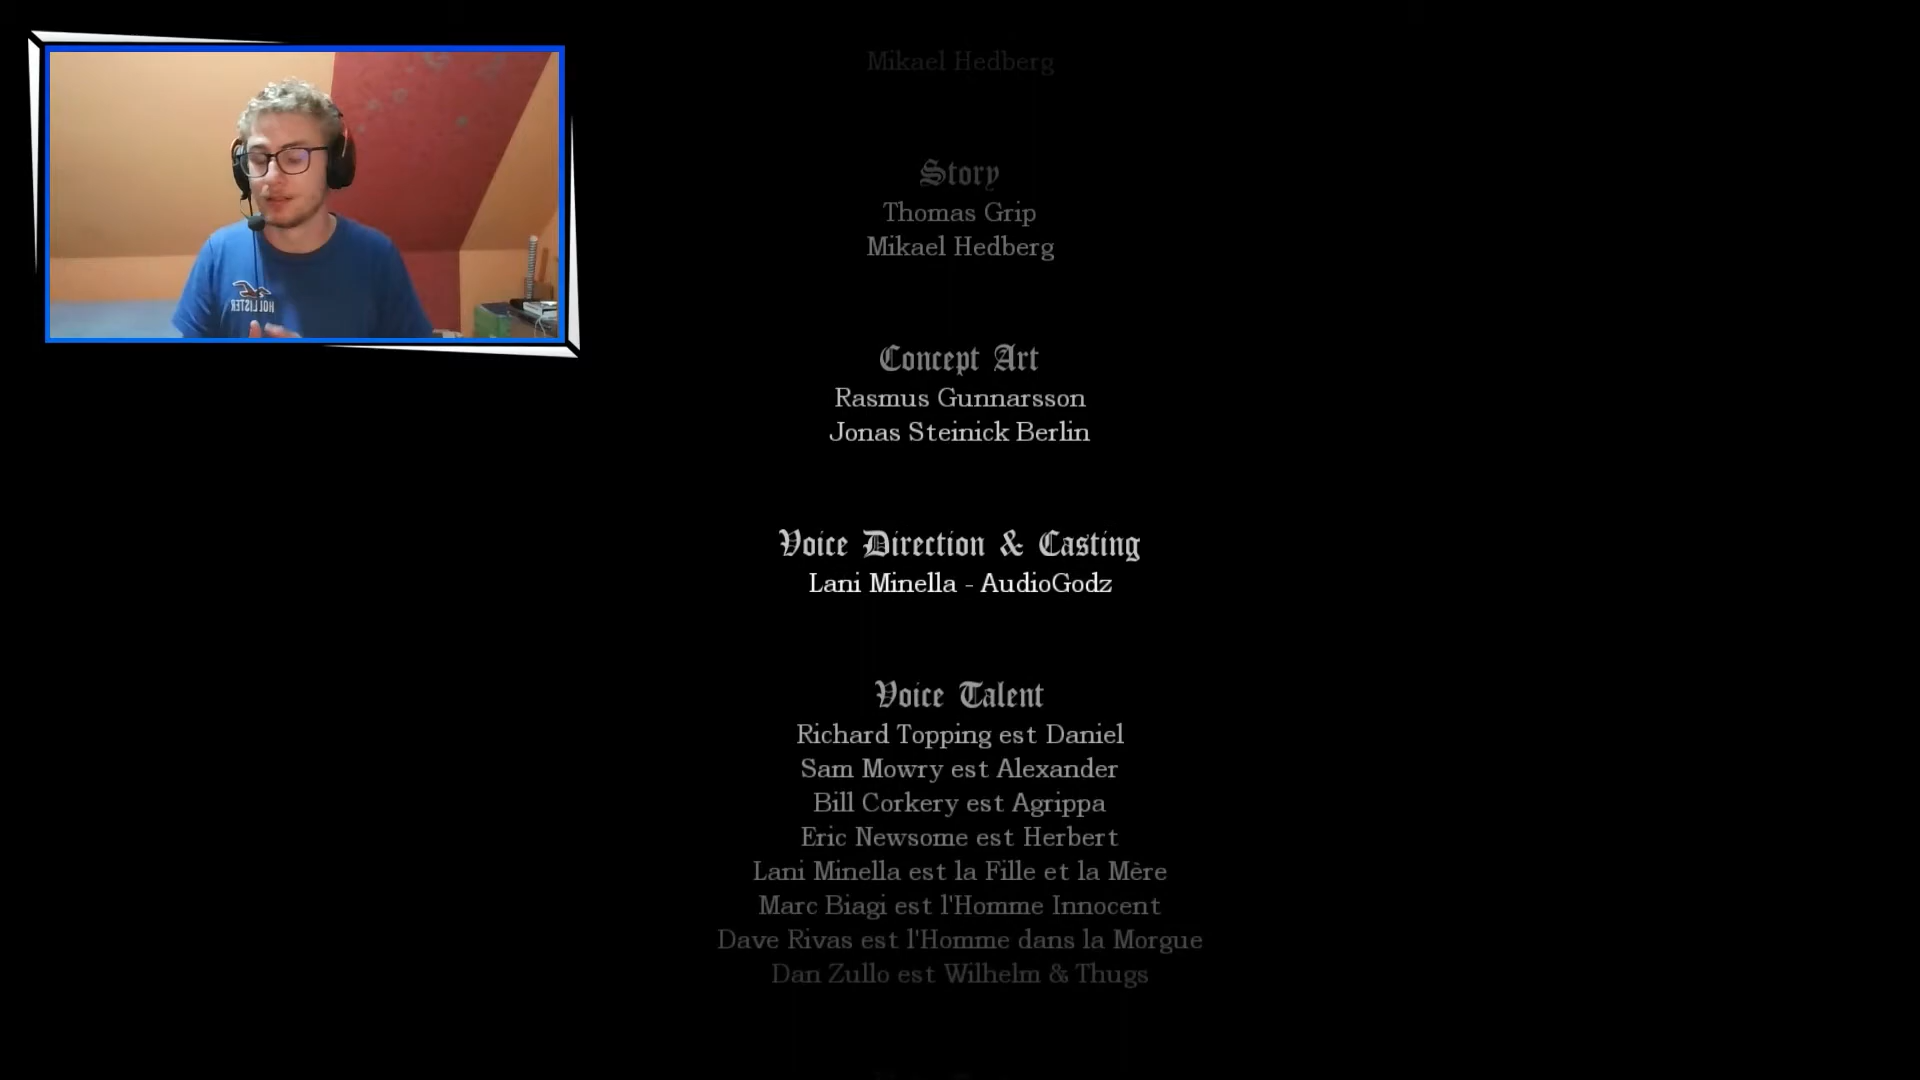 HOLLISTER
Mikael Hedberg
Story
Thomas Grip
Mikael Hedberg
Concept Art
Rasmus Gunnarsson
Jonas Steinick Berlin
Voice Direction & Casting
Lani Minella - AudioGodz
Voice Talent
Richard Topping est Daniel
Sam Mowry est Alexander
Bill Corkery est Agrippa
Eric Newsome est Herbert
Lani Minella est la Fille et la Mère
Marc Biagi est l'Homme Innocent
Dave Rivas est l'Homme dans la Morgue
Dan Zullo est Wilhelm & Thugs